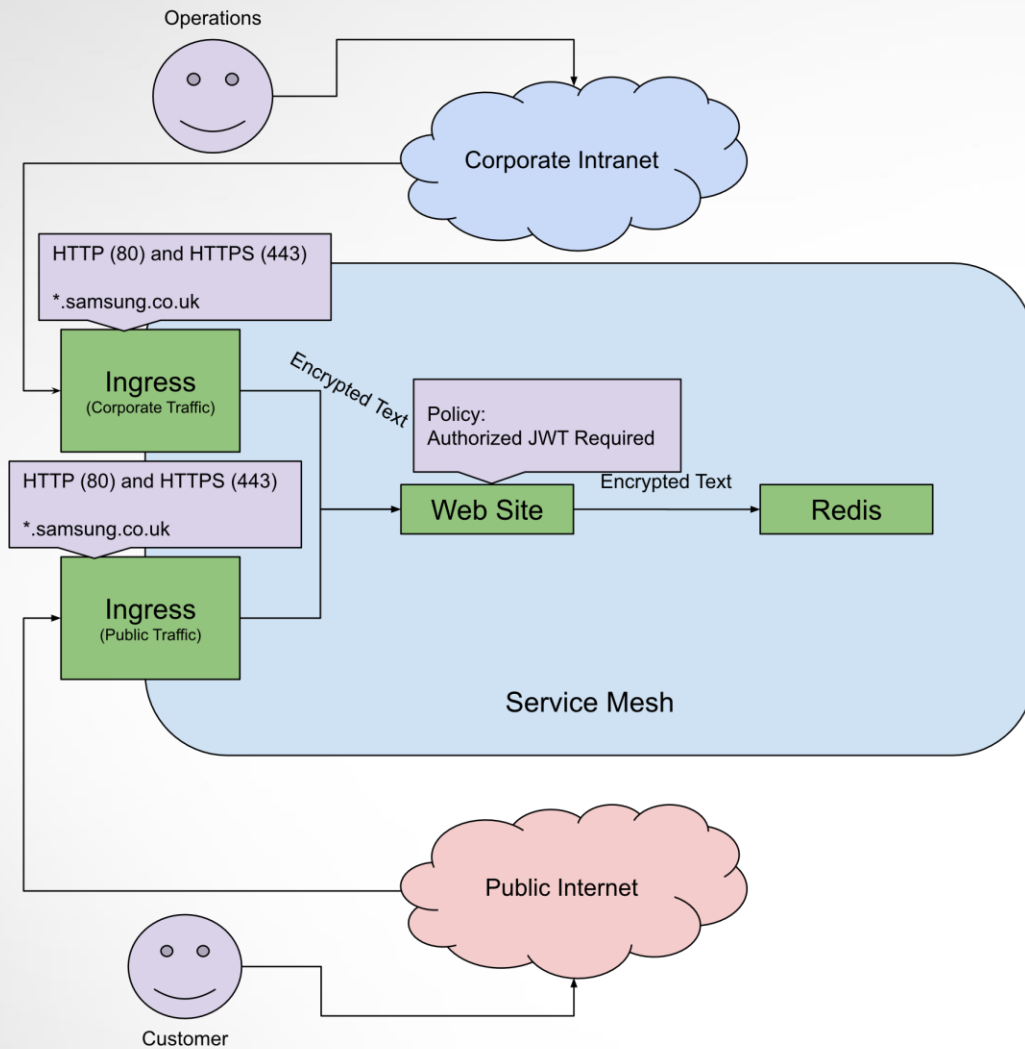 Operations
Corporate Intranet
HTTP (80) and HTTPS (443)
*.samsung.co.uk
Ingress
(Corporate Traffic)
Encrypted Text
Policy:
Authorized JWT Required
HTTP (80) and HTTPS (443)
*.samsung.co.uk
Encrypted Text
Web Site
Redis
Ingress
(Public Traffic)
Service Mesh
Public Internet
Customer